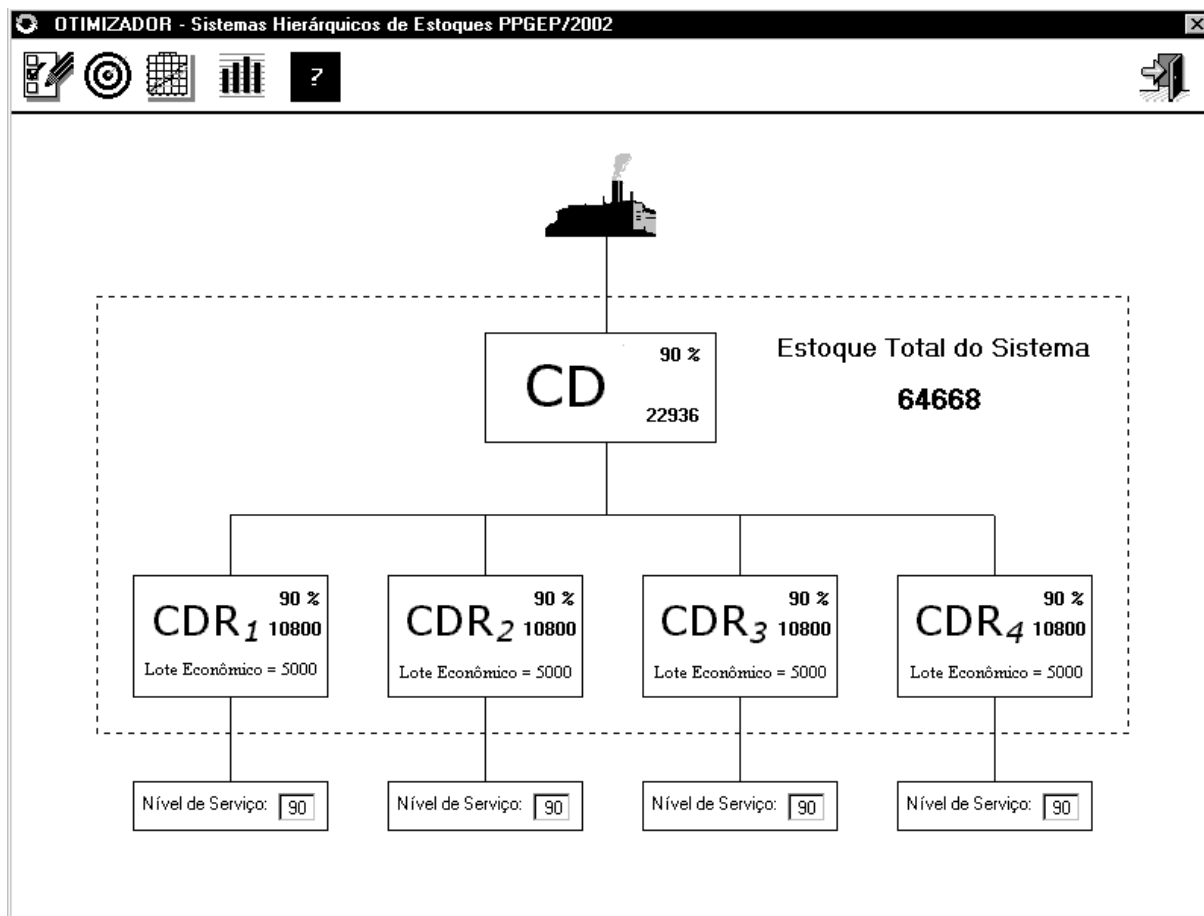 OTIMIZADOR - Sistemas Hierárquicos de Estoques PPGEP/2002
?
90 %
CD
22936
Estoque Total do Sistema
64668
90 %
CDR1 10800
Lote Econômico = 5000
90 %
CDR2 10800
Lote Econômico = 5000
90 %
CDR3 10800
Lote Econômico = 5000
90 %
CDR4 10800
Lote Econômico = 5000
Nível de Serviço: 90
Nível de Serviço: 90
Nível de Serviço: 90
Nível de Serviço: 90